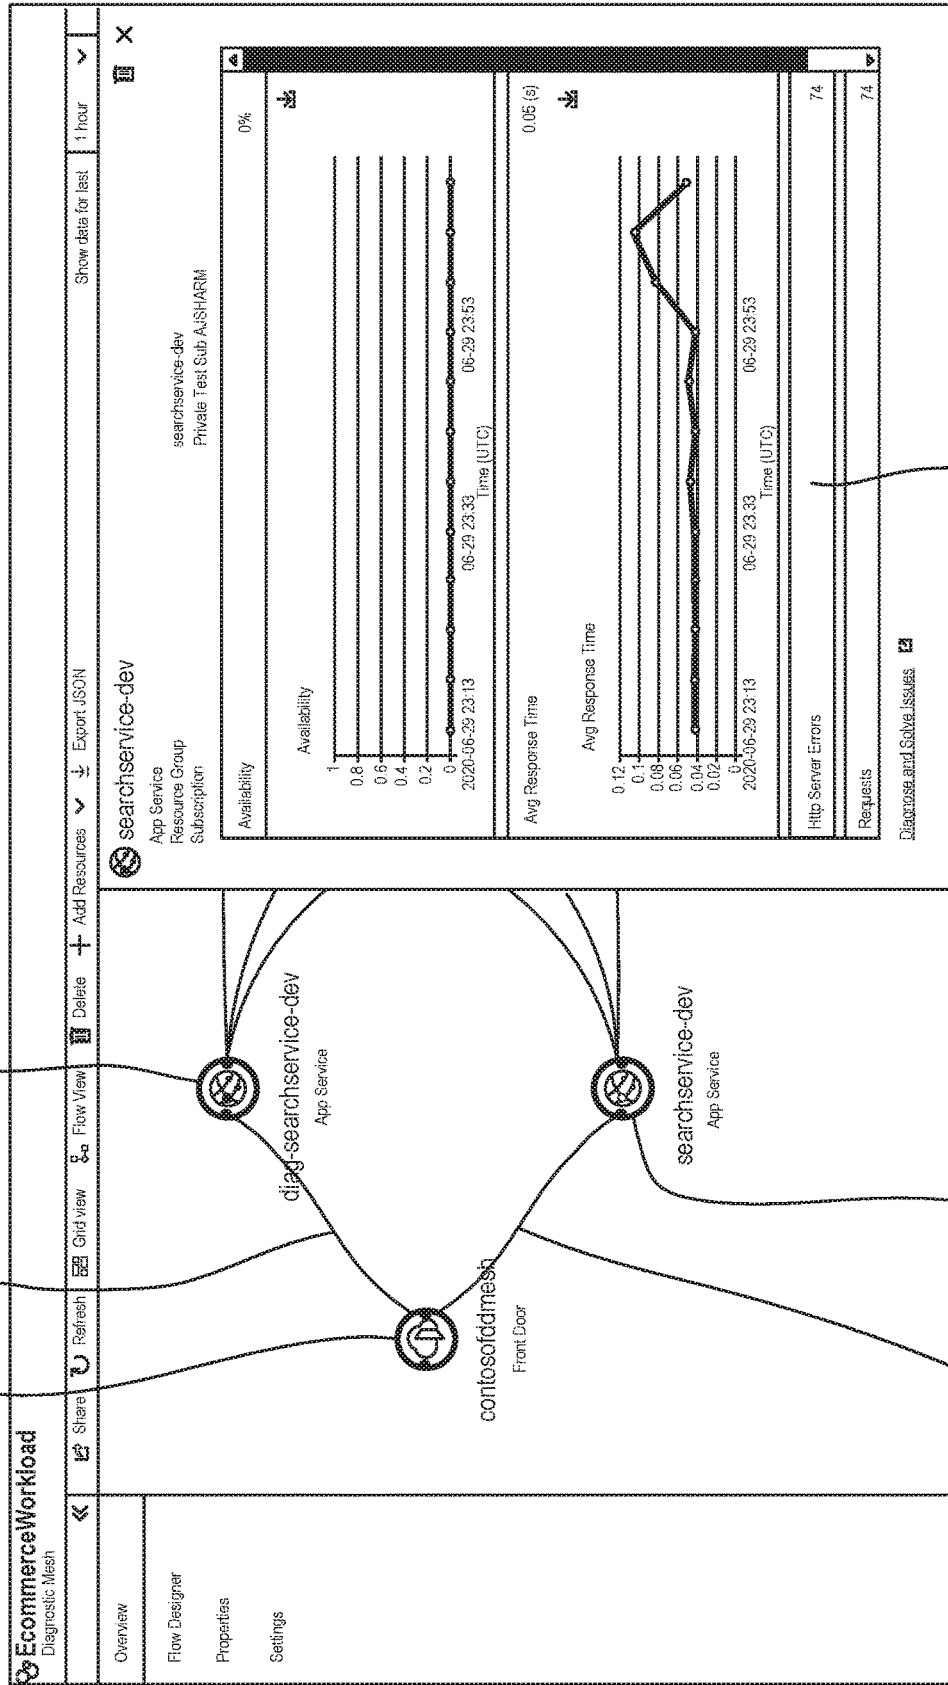 EcommerceWorkload
Diagnostic Mesh
Share
Refresh
Grid view
Flow View
Delete
Add Resources
Export JSON
Show data for last
1 hour
Overview
Flow Designer
Properties
Settings
diag-searchservice-dev
App Service
contosofddmesh
Front Door
searchservice-dev
App Service
searchservice-dev
App Service
Resource Group searchservice-dev
Subscription Private Test Sub AJSHARM
Availability 0%
Availability
1
0.8
0.6
0.4
0.2
0
2020-06-29 23:13 06-29 23:33 06-29 23:53
Time (UTC)
Avg Response Time 0.05 (s)
Avg Response Time
0.12
0.1
0.08
0.06
0.04
0.02
0
2020-06-29 23:13 06-29 23:33 06-29 23:53
Time (UTC)
Http Server Errors 74
Requests 74
Diagnose and Solve Issues